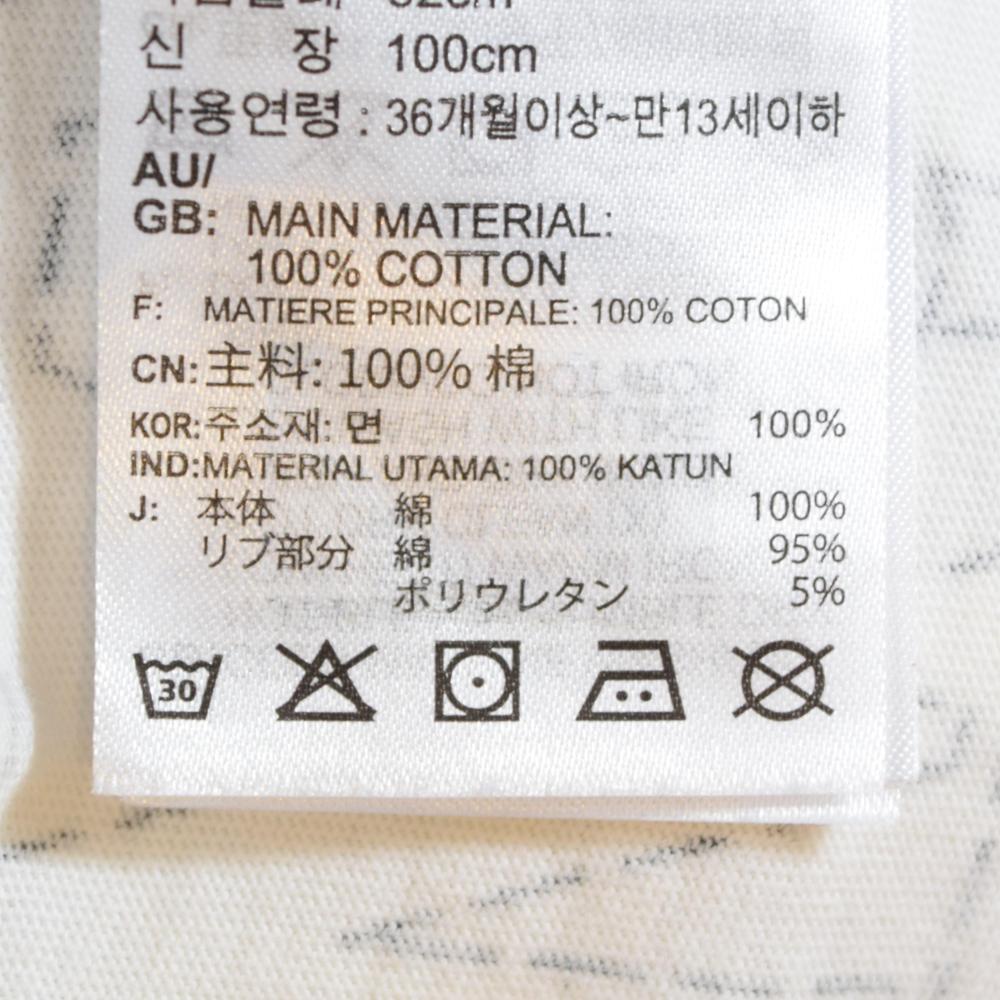 신 장 100cm
사용연령 : 36개월이상~만13세이하
AU/
GB: MAIN MATERIAL:
100% COTTON
F: MATIERE PRINCIPALE: 100% COTON
CN: 主料: 100% 棉
KOR: 주소재: 면 100%
IND: MATERIAL UTAMA: 100% KATUN
J: 本体 綿 100%
リブ部分 綿 95%
ポリウレタン 5%
30